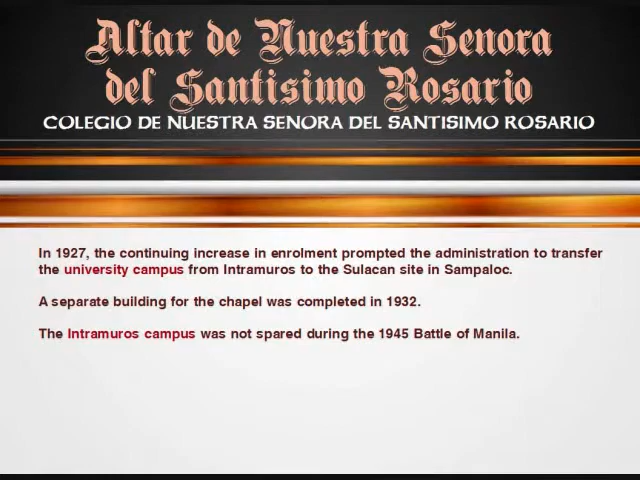 Altar de Nuestra Senora
del Santisimo Rosario
COLEGIO DE NUESTRA SENORA DEL SANTISIMO ROSARIO
In 1927, the continuing increase in enrolment prompted the administration to transfer
the university campus from Intramuros to the Sulacan site in Sampaloc.
A separate building for the chapel was completed in 1932.
The Intramuros campus was not spared during the 1945 Battle of Manila.